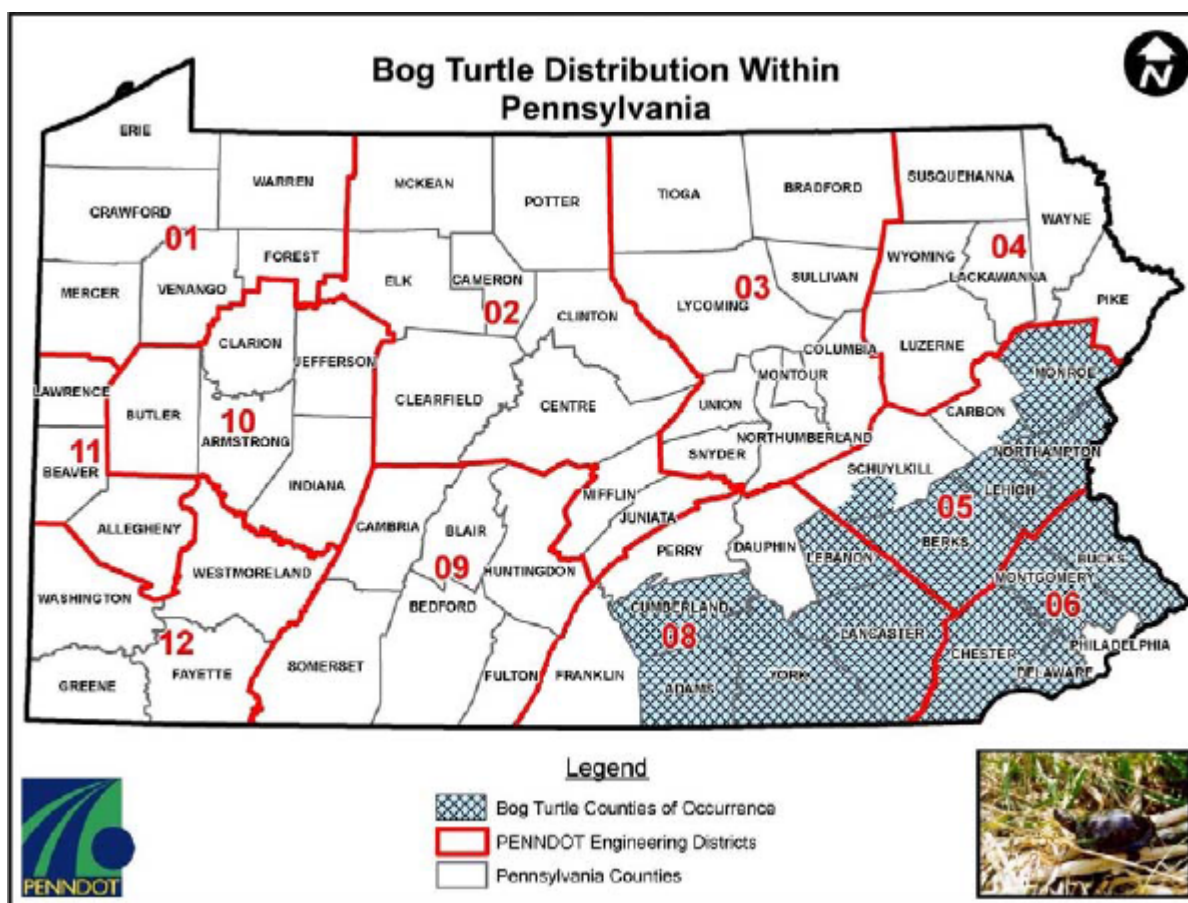 Bog Turtle Distribution Within
Pennsylvania
N
ERIE
WARREN
MCKEAN
POTTER
TIOGA
BRADFORD
SUSQUEHANNA
WAYNE
CRAWFORD
01
FOREST
ELK
CAMERON
02
CLINTON
LYCOMING
03
SULLIVAN
WYOMING
04
LACKAWANNA
PIKE
MERCER
VENANGO
CLARION
JEFFERSON
CLEARFIELD
CENTRE
UNION
MONTOUR
COLUMBIA
LUZERNE
MONROE
CARBON
LAWRENCE
BUTLER
10
ARMSTRONG
11
BEAVER
INDIANA
SNYDER
NORTHUMBERLAND
SCHUYLKILL
NORTHAMPTON
LEHIGH
ALLEGHENY
CAMBRIA
BLAIR
MIFFLIN
JUNIATA
PERRY
DAUPHIN
LEBANON
05
BERKS
BUCKS
WESTMORELAND
09
HUNTINGDON
BEDFORD
CUMBERLAND
08
LANCASTER
MONTGOMERY
06
PHILADELPHIA
WASHINGTON
12
FAYETTE
GREENE
SOMERSET
FULTON
FRANKLIN
ADAMS
YORK
CHESTER
DELAWARE
Legend
Bog Turtle Counties of Occurrence
PENNDOT Engineering Districts
Pennsylvania Counties
PENNDOT